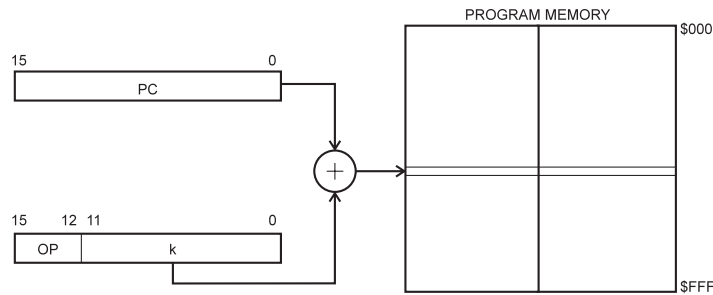 PROGRAM MEMORY
$000
15 0
PC
15 12 11 0
OP k
$FFF